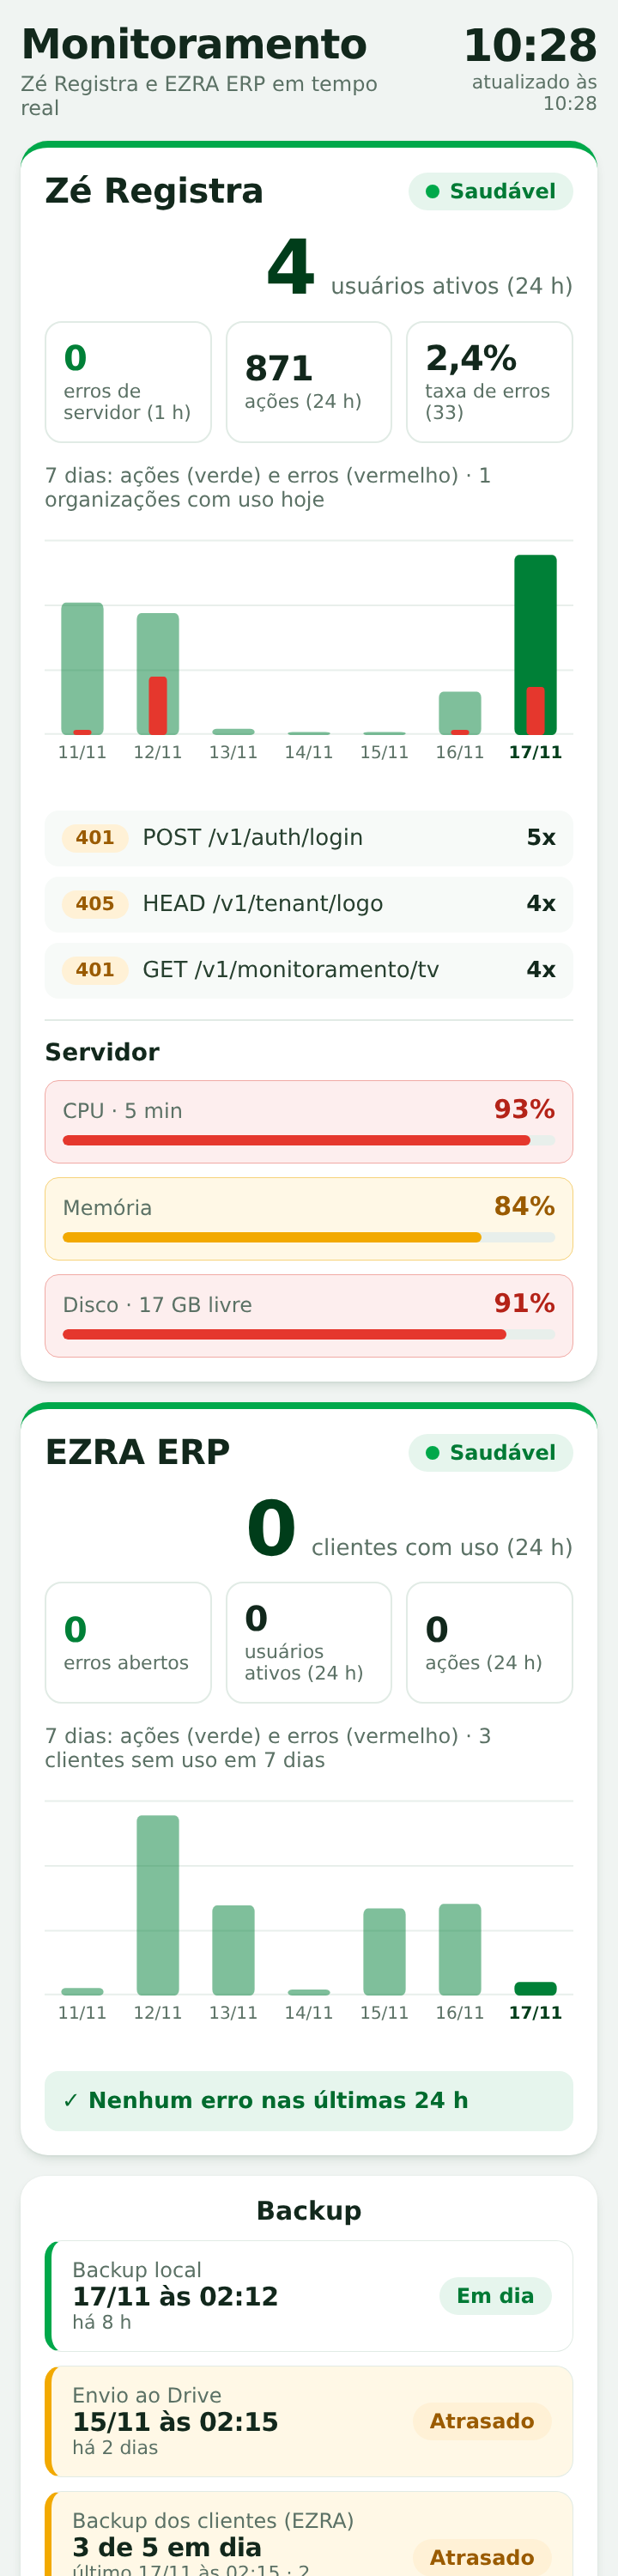 Monitoramento
10:28
Zé Registra e EZRA ERP em tempo
real
atualizado às
10:28
Zé Registra
Saudável
4 usuários ativos (24 h)
0
erros de
servidor (1 h)
871
ações (24 h)
2,4%
taxa de erros
(33)
7 dias: ações (verde) e erros (vermelho) · 1
organizações com uso hoje
11/11 12/11 13/11 14/11 15/11 16/11 17/11
401 POST /v1/auth/login 5x
405 HEAD /v1/tenant/logo 4x
401 GET /v1/monitoramento/tv 4x
Servidor
CPU · 5 min 93%
Memória 84%
Disco · 17 GB livre 91%
EZRA ERP
Saudável
0 clientes com uso (24 h)
0
erros abertos
0
usuários
ativos (24 h)
0
ações (24 h)
7 dias: ações (verde) e erros (vermelho) · 3
clientes sem uso em 7 dias
11/11 12/11 13/11 14/11 15/11 16/11 17/11
✓ Nenhum erro nas últimas 24 h
Backup
Backup local
17/11 às 02:12
há 8 h
Em dia
Envio ao Drive
15/11 às 02:15
há 2 dias
Atrasado
Backup dos clientes (EZRA)
3 de 5 em dia
último 17/11 às 02:15 · 2
Atrasado